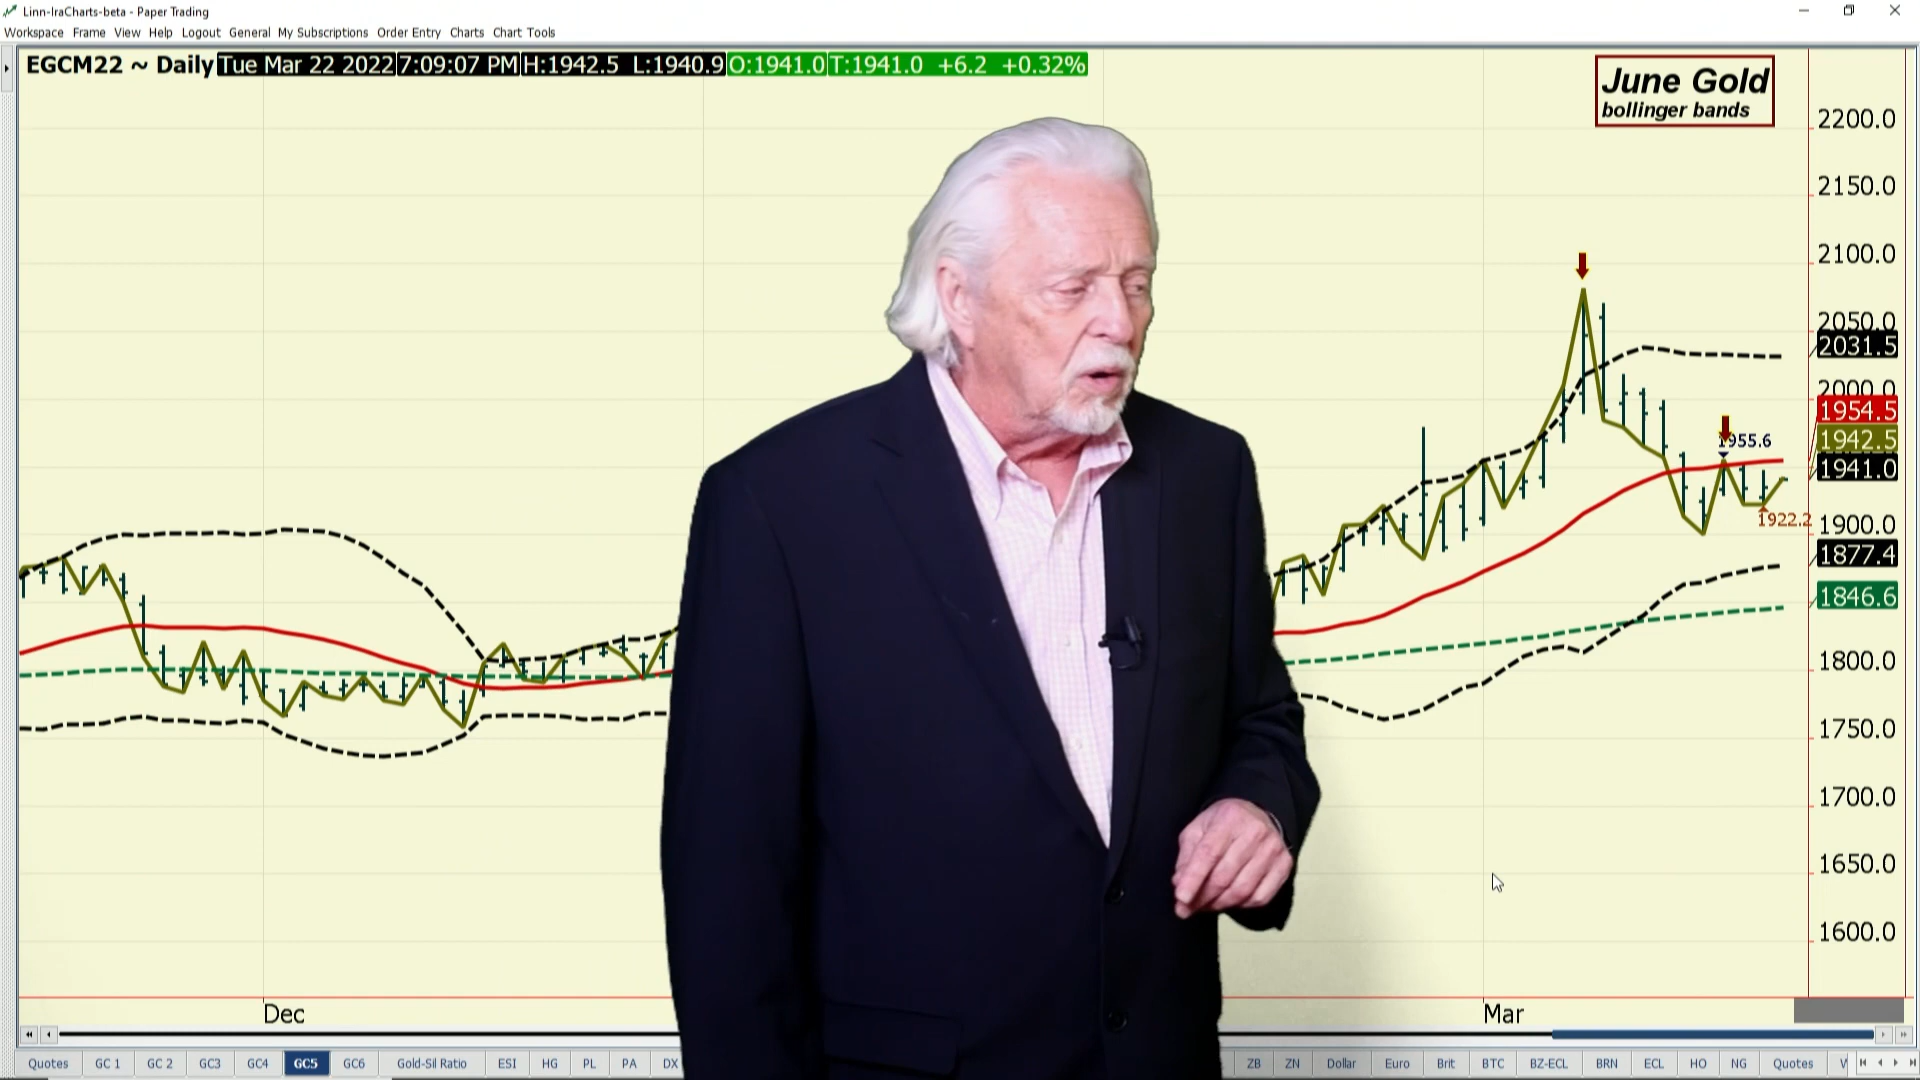 Linn-IraCharts-beta - Paper Trading
Workspace Frame View Help Logout General My Subscriptions Order Entry Charts Chart Tools
EGCM22 ~ Daily Tue Mar 22 2022 7:09:07 PM H:1942.5 L:1940.9 O:1941.0 T:1941.0 +6.2 +0.32%
June Gold
bollinger bands
2200.0
2150.0
2100.0
2050.0
2031.5
2000.0
1954.5
1955.6
1942.5
1941.0
1922.2
1900.0
1877.4
1846.6
1800.0
1750.0
1700.0
1650.0
1600.0
Dec
Mar
Quotes GC 1 GC 2 GC3 GC4 GC5 GC6 Gold-Sil Ratio ESI HG PL PA DX ZB ZN Dollar Euro Brit BTC BZ-ECL BRN ECL HO NG Quotes